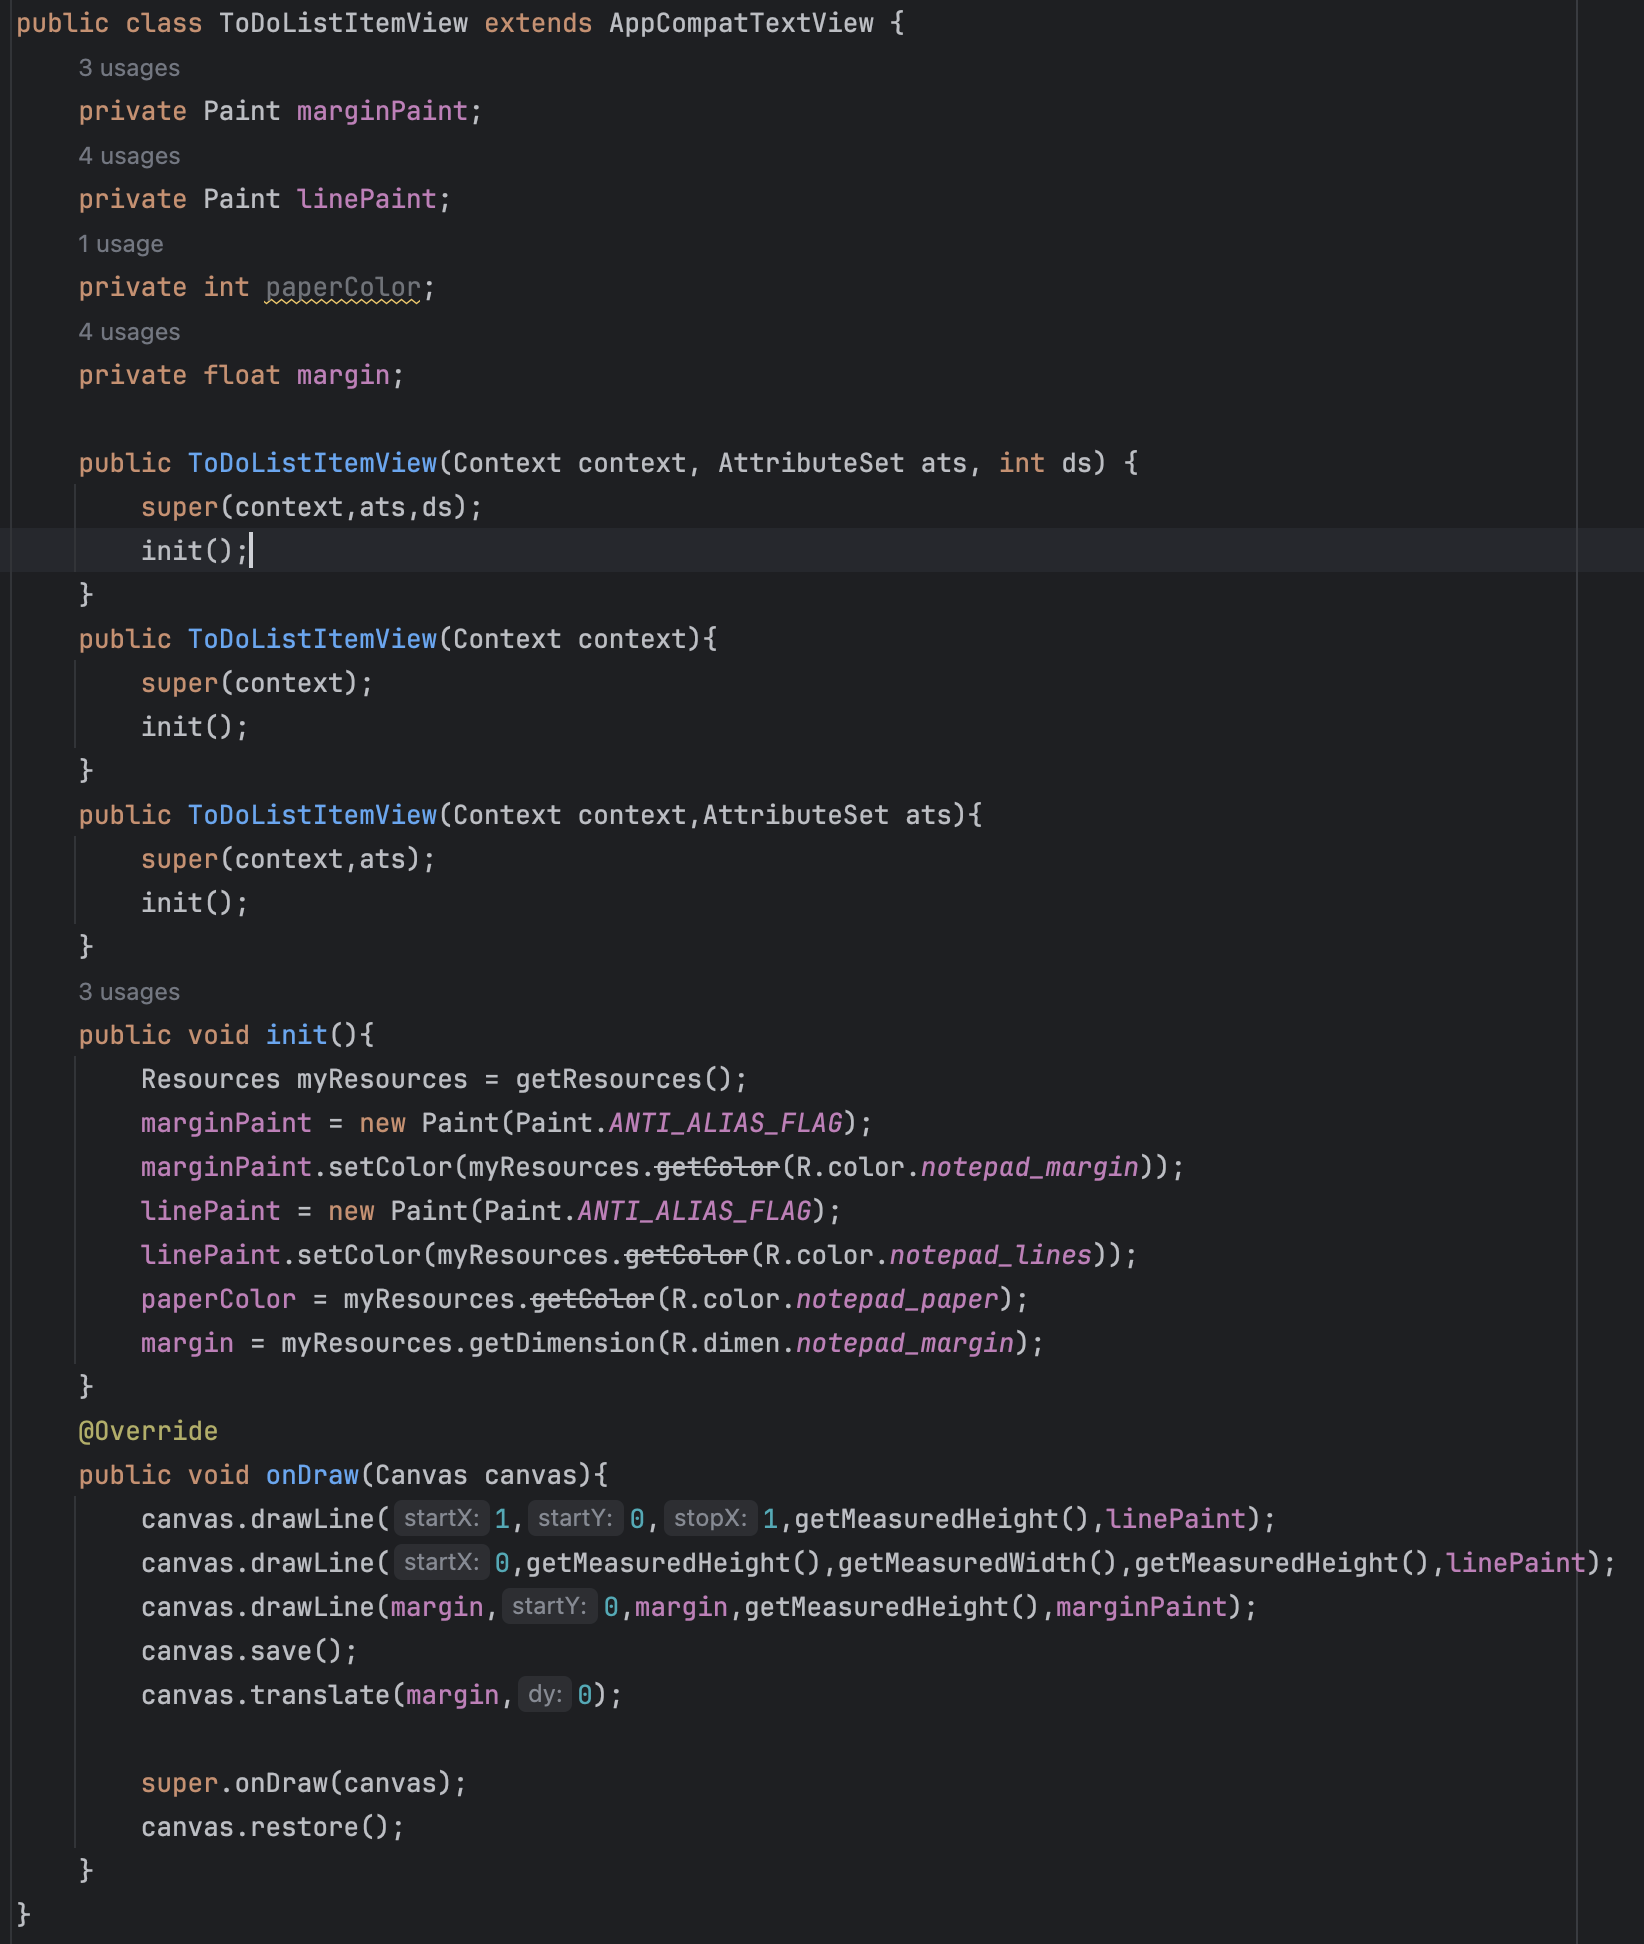 public class ToDoListItemView extends AppCompatTextView {
3 usages
private Paint marginPaint;
4 usages
private Paint linePaint;
1 usage
private int paperColor;
4 usages
private float margin;
public ToDoListItemView(Context context, AttributeSet ats, int ds) {
super(context,ats,ds);
init();
}
public ToDoListItemView(Context context){
super(context);
init();
}
public ToDoListItemView(Context context,AttributeSet ats){
super(context,ats);
init();
}
3 usages
public void init(){
Resources myResources = getResources();
marginPaint = new Paint(Paint.ANTI_ALIAS_FLAG);
marginPaint.setColor(myResources.getColor(R.color.notepad_margin));
linePaint = new Paint(Paint.ANTI_ALIAS_FLAG);
linePaint.setColor(myResources.getColor(R.color.notepad_lines));
paperColor = myResources.getColor(R.color.notepad_paper);
margin = myResources.getDimension(R.dimen.notepad_margin);
}
@Override
public void onDraw(Canvas canvas){
canvas.drawLine( startX: 1, startY: 0, stopX: 1,getMeasuredHeight(),linePaint);
canvas.drawLine( startX: 0,getMeasuredHeight(),getMeasuredWidth(),getMeasuredHeight(),linePaint);
canvas.drawLine(margin, startY: 0,margin,getMeasuredHeight(),marginPaint);
canvas.save();
canvas.translate(margin, dy: 0);
super.onDraw(canvas);
canvas.restore();
}
}